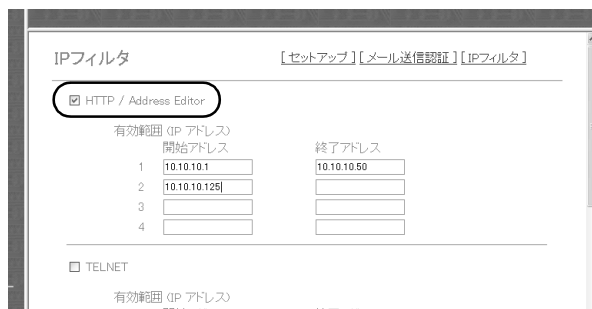 IPフィルタ [セットアップ] [メール送信認証] [IPフィルタ]
HTTP / Address Editor
有効範囲 (IP アドレス)
開始アドレス 終了アドレス
1 10.10.10.1 10.10.10.50
2 10.10.10.125
3
4
TELNET
有効範囲 (IP アドレス)